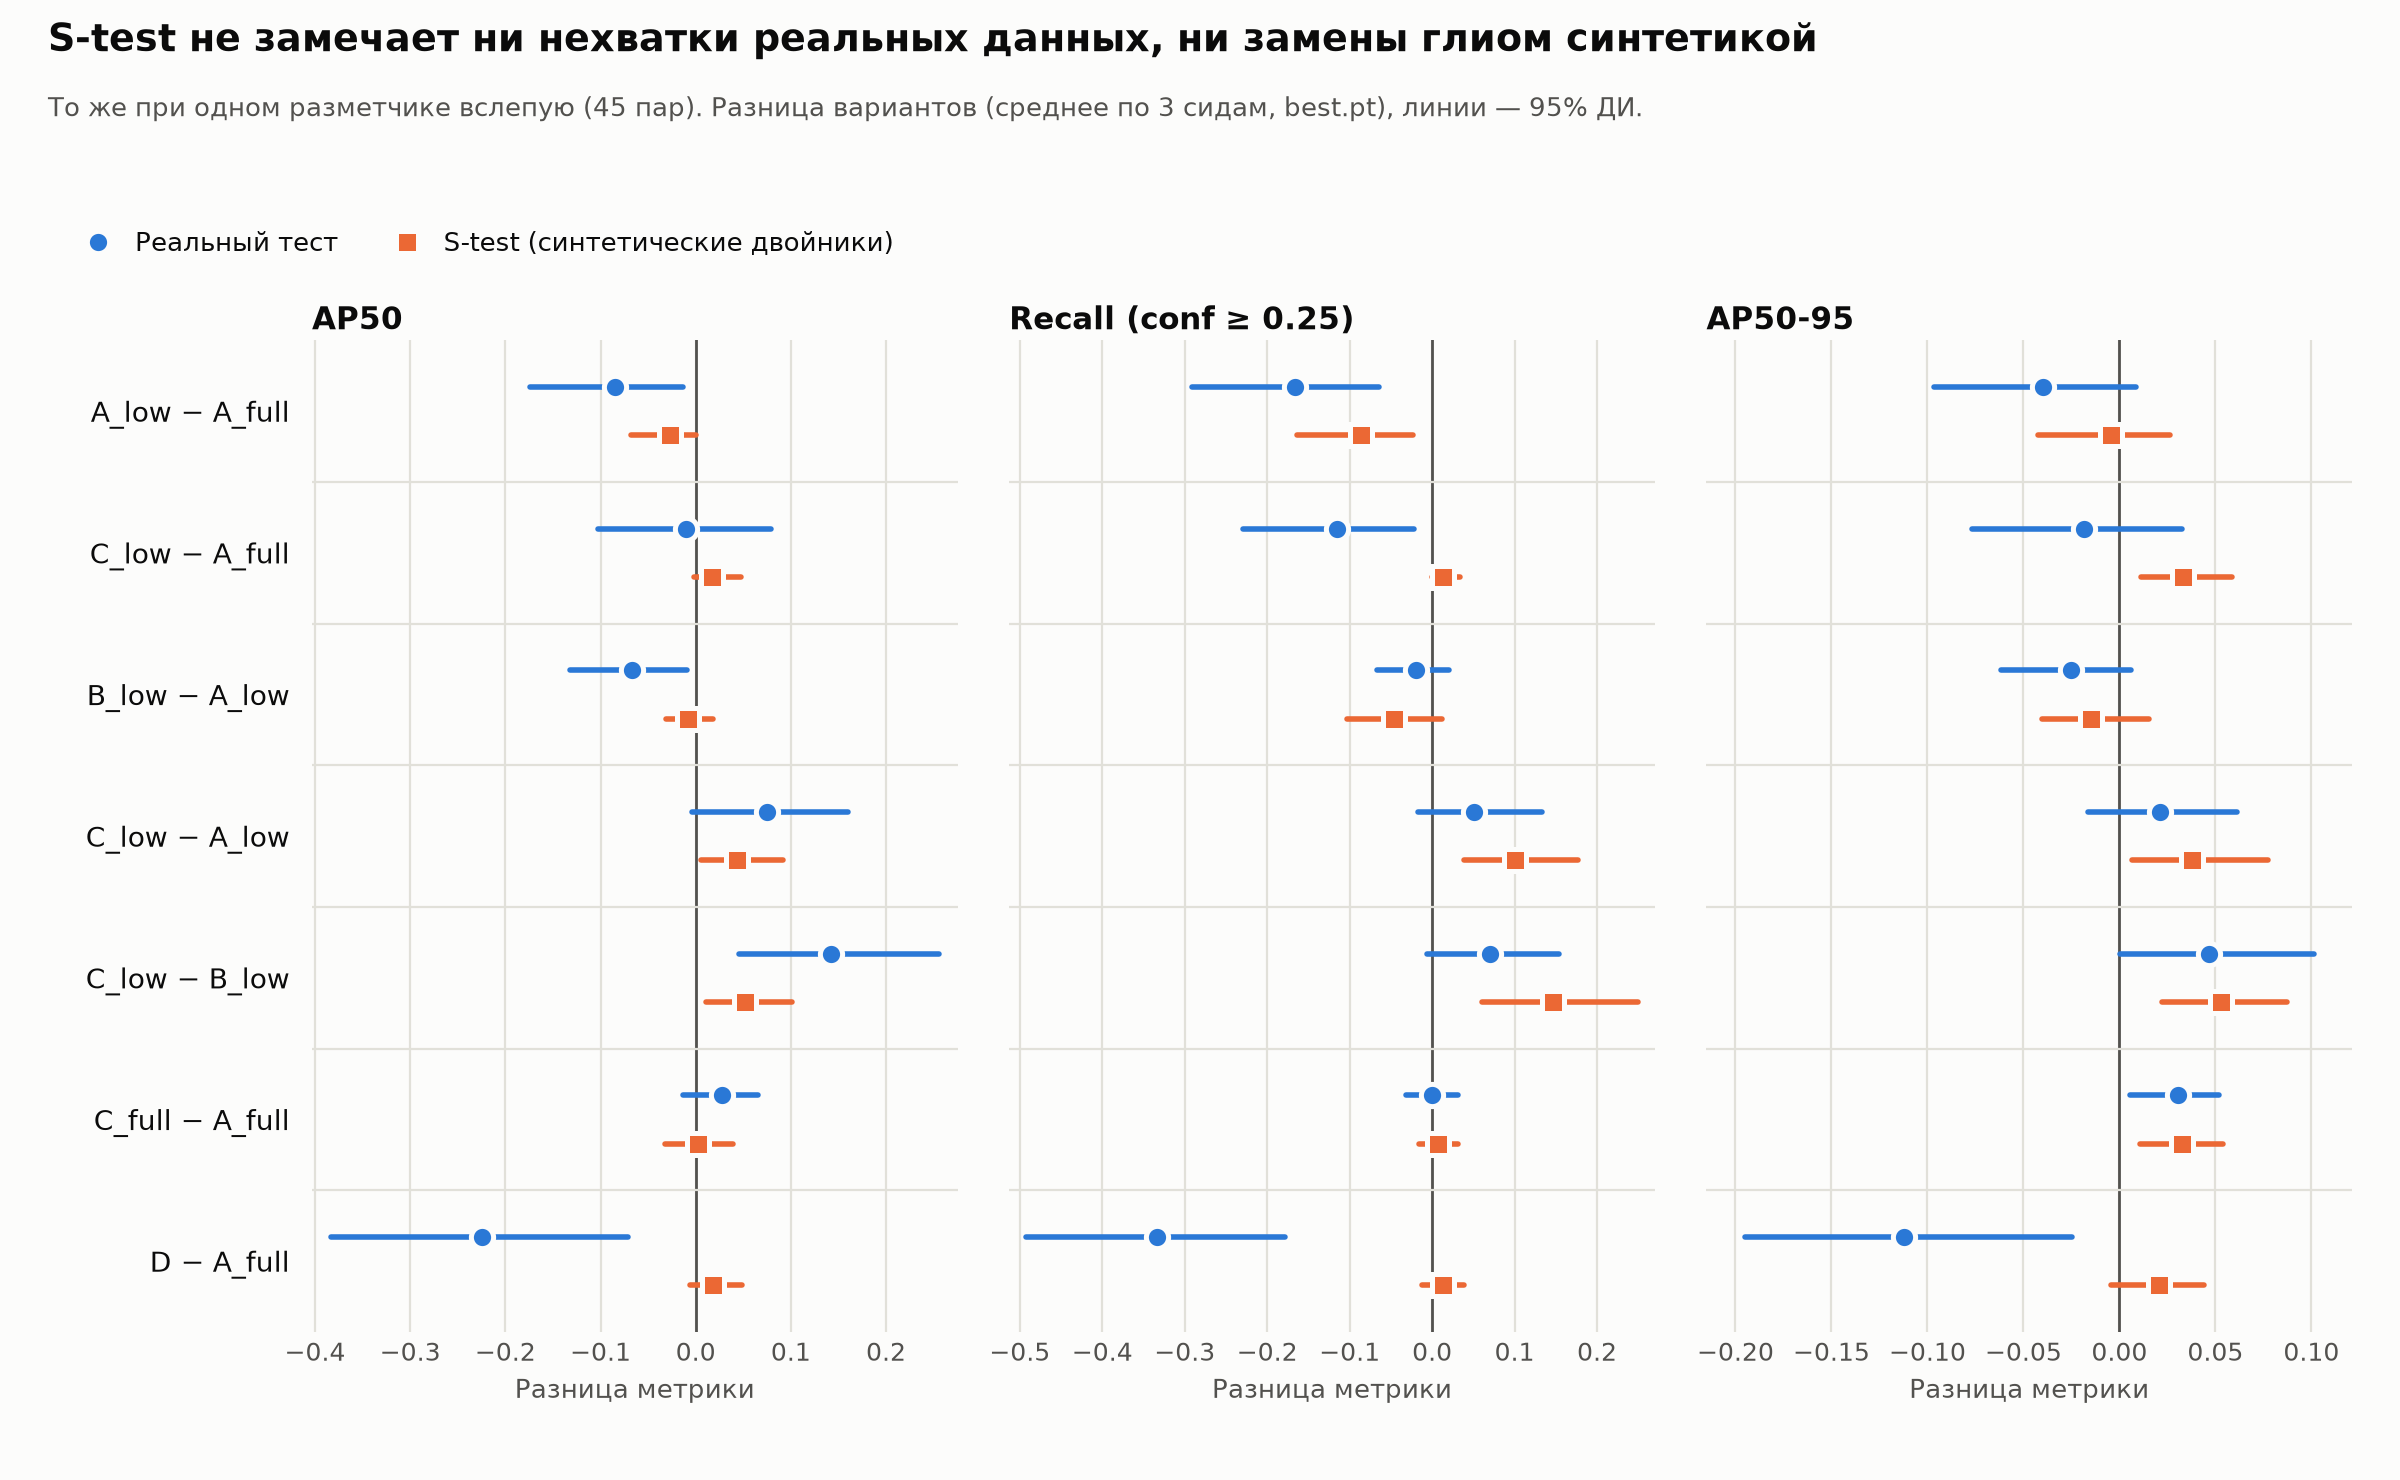 S-test не замечает ни нехватки реальных данных, ни замены глиом синтетикой
То же при одном разметчике вслепую (45 пар). Разница вариантов (среднее по 3 сидам, best.pt), линии — 95% ДИ.
Реальный тест
S-test (синтетические двойники)
AP50
Recall (conf ≥ 0.25)
AP50-95
A_low − A_full
C_low − A_full
B_low − A_low
C_low − A_low
C_low − B_low
C_full − A_full
D − A_full
−0.4 −0.3 −0.2 −0.1 0.0 0.1 0.2
−0.5 −0.4 −0.3 −0.2 −0.1 0.0 0.1 0.2
−0.20 −0.15 −0.10 −0.05 0.00 0.05 0.10
Разница метрики
Разница метрики
Разница метрики